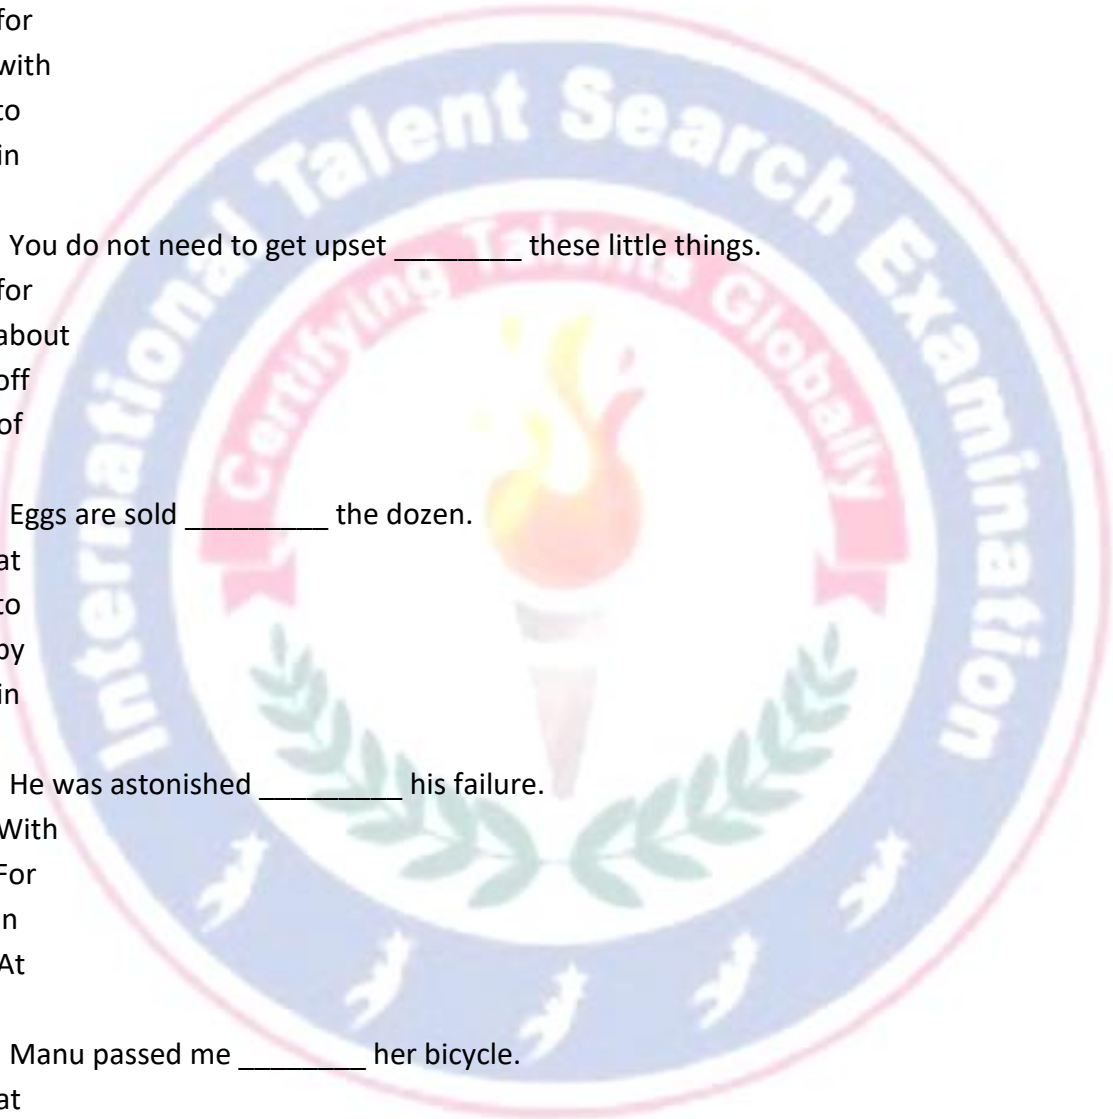 for
with
to
in
You do not need to get upset ________ these little things.
for
about
off
of
Eggs are sold _________ the dozen.
at
to
by
in
He was astonished _________ his failure.
With
For
In
At
Manu passed me ________ her bicycle.
at
International Talent Search Examination
Certifying Talents Globally